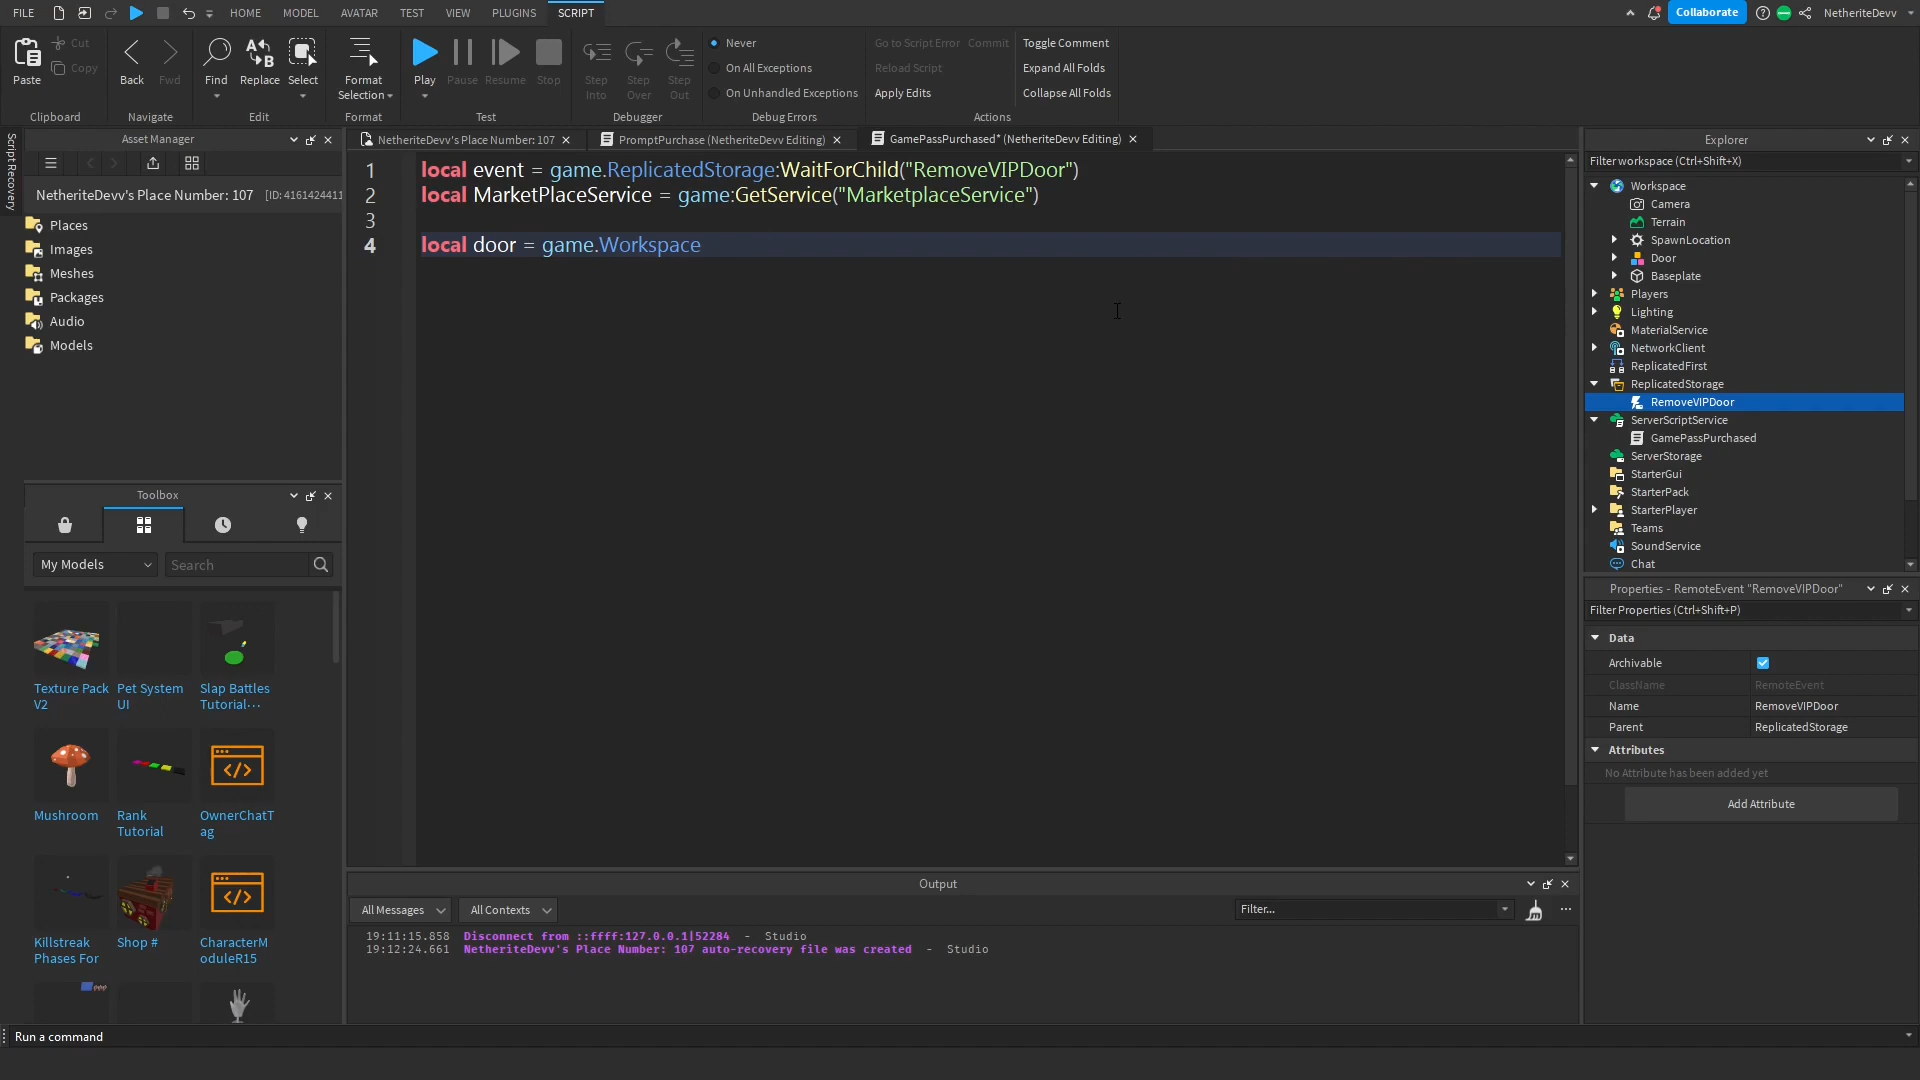 FILE HOME MODEL AVATAR TEST VIEW PLUGINS SCRIPT Collaborate NetheriteDevv
Paste Cut Copy Clipboard
Back Fwd Navigate
Find Replace Select Edit
Format Selection Format
Play Pause Resume Stop Test
Step Into Step Over Step Out Debugger
Never
On All Exceptions
On Unhandled Exceptions
Debug Errors
Go to Script Error Commit
Reload Script
Apply Edits
Toggle Comment
Expand All Folds
Collapse All Folds
Actions
Script Recovery
Asset Manager
NetheriteDevv's Place Number: 107 [ID: 4161424411
Places
Images
Meshes
Packages
Audio
Models
Toolbox
My Models Search
Texture Pack V2
Pet System UI
Slap Battles Tutorial···
Mushroom
Rank Tutorial
OwnerChatT ag
Killstreak Phases For
Shop #
CharacterM oduleR15
NetheriteDevv's Place Number: 107 PromptPurchase (NetheriteDevv Editing) GamePassPurchased* (NetheriteDevv Editing)
1 local event = game.ReplicatedStorage:WaitForChild("RemoveVIPDoor")
2 local MarketPlaceService = game:GetService("MarketplaceService")
3
4 local door = game.Workspace
Output
All Messages All Contexts Filter...
19:11:15.858 Disconnect from ::ffff:127.0.0.1|52284 - Studio
19:12:24.661 NetheriteDevv's Place Number: 107 auto-recovery file was created - Studio
Explorer
Filter workspace (Ctrl+Shift+X)
Workspace
Camera
Terrain
SpawnLocation
Door
Baseplate
Players
Lighting
MaterialService
NetworkClient
ReplicatedFirst
ReplicatedStorage
RemoveVIPDoor
ServerScriptService
GamePassPurchased
ServerStorage
StarterGui
StarterPack
StarterPlayer
Teams
SoundService
Chat
Properties - RemoteEvent "RemoveVIPDoor"
Filter Properties (Ctrl+Shift+P)
Data
Archivable
ClassName RemoteEvent
Name RemoveVIPDoor
Parent ReplicatedStorage
Attributes
No Attribute has been added yet
Add Attribute
Run a command